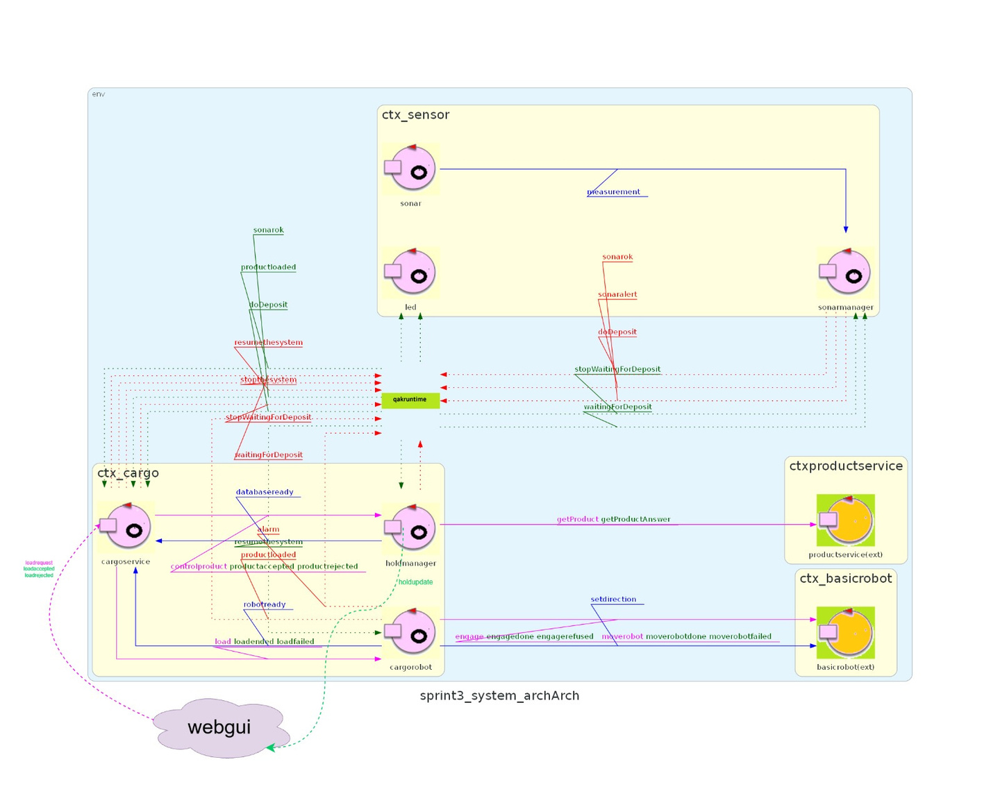 env
ctx_sensor
sonar
measurement
sonarok
productloaded
doDeposit
led
sonarok
sonaralert
doDeposit
sonarmanager
resumethesystem
stopthesystem
stopWaitingForDeposit
waitingForDeposit
qakruntime
stopWaitingForDeposit
waitingForDeposit
ctx_cargo
databaseready
alarm
resumethesystem
productloaded
controlproduct productaccepted productrejected
cargoservice
holdmanager
getProduct getProductAnswer
ctxproductservice
productservice(ext)
loadrequest
loadaccepted
loadrejected
holdupdate
robotready
load loadended loadfailed
cargorobot
setdirection
engage engagedone engagerefused moverobot moverobotdone moverobotfailed
ctx_basicrobot
basicrobot(ext)
sprint3_system_archArch
webgui